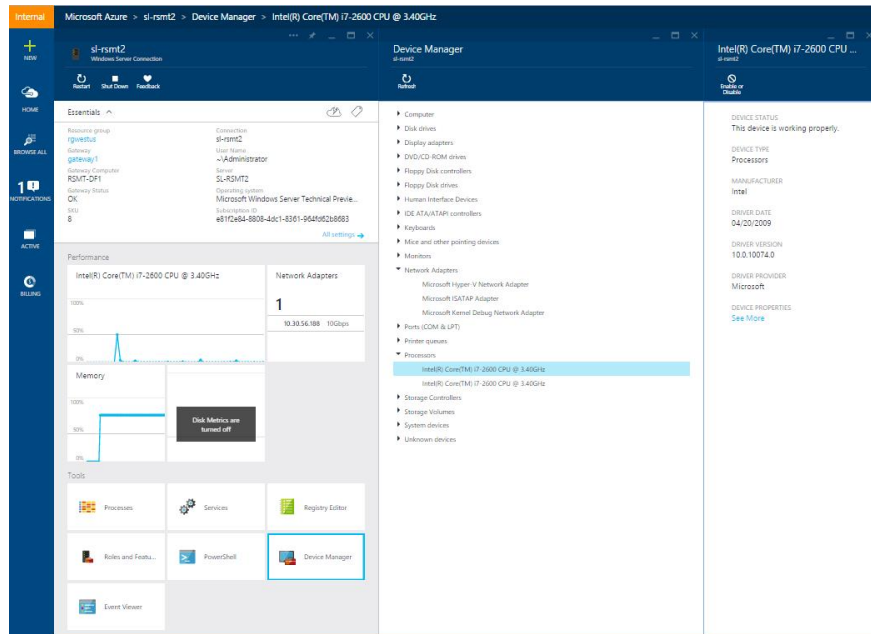 Internal
Microsoft Azure > sl-rsmt2 > Device Manager > Intel(R) Core(TM) i7-2600 CPU @ 3.40GHz
NEW
HOME
BROWSE ALL
1
NOTIFICATIONS
ACTIVE
BILLING
sl-rsmt2
Windows Server Connection
Restart Shut Down Feedback
Essentials
Resource group
rgwestus
Gateway
gateway1
Gateway Computer
RSMT-DF1
Gateway Status
OK
SKU
8
Connection
sl-rsmt2
User Name
~\Administrator
Server
SL-RSMT2
Operating system
Microsoft Windows Server Technical Previe...
Subscription ID
e81f2e84-8808-4dc1-8361-964fd62b8683
All settings
Performance
Intel(R) Core(TM) i7-2600 CPU @ 3.40GHz
100%
50%
0%
Network Adapters
1
10.30.56.188 10Gbps
Memory
100%
50%
0%
Disk Metrics are
turned off
Tools
Processes
Services
Registry Editor
Roles and Featu...
PowerShell
Device Manager
Event Viewer
Device Manager
sl-rsmt2
Refresh
Computer
Disk drives
Display adapters
DVD/CD-ROM drives
Floppy Disk controllers
Floppy Disk drives
Human Interface Devices
IDE ATA/ATAPI controllers
Keyboards
Mice and other pointing devices
Monitors
Network Adapters
Microsoft Hyper-V Network Adapter
Microsoft ISATAP Adapter
Microsoft Kernel Debug Network Adapter
Ports (COM & LPT)
Printer queues
Processors
Intel(R) Core(TM) i7-2600 CPU @ 3.40GHz
Intel(R) Core(TM) i7-2600 CPU @ 3.40GHz
Storage Controllers
Storage Volumes
System devices
Unknown devices
Intel(R) Core(TM) i7-2600 CPU ...
sl-rsmt2
Enable or
Disable
DEVICE STATUS
This device is working properly.
DEVICE TYPE
Processors
MANUFACTURER
Intel
DRIVER DATE
04/20/2009
DRIVER VERSION
10.0.10074.0
DRIVER PROVIDER
Microsoft
DEVICE PROPERTIES
See More